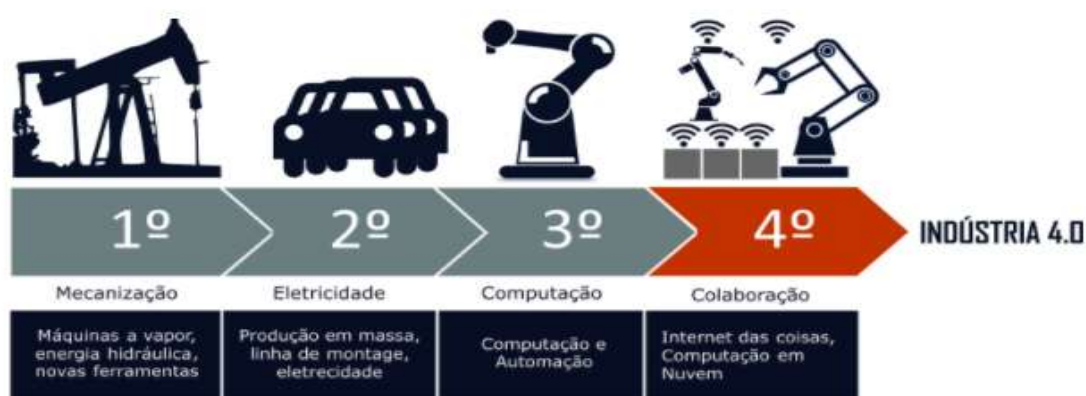 1º
2º
3º
4º
INDÚSTRIA 4.0
Mecanização
Eletricidade
Computação
Colaboração
Máquinas a vapor,
energia hidráulica,
novas ferramentas
Produção em massa,
linha de montage,
eletrecidade
Computação e
Automação
Internet das coisas,
Computação em
Nuvem